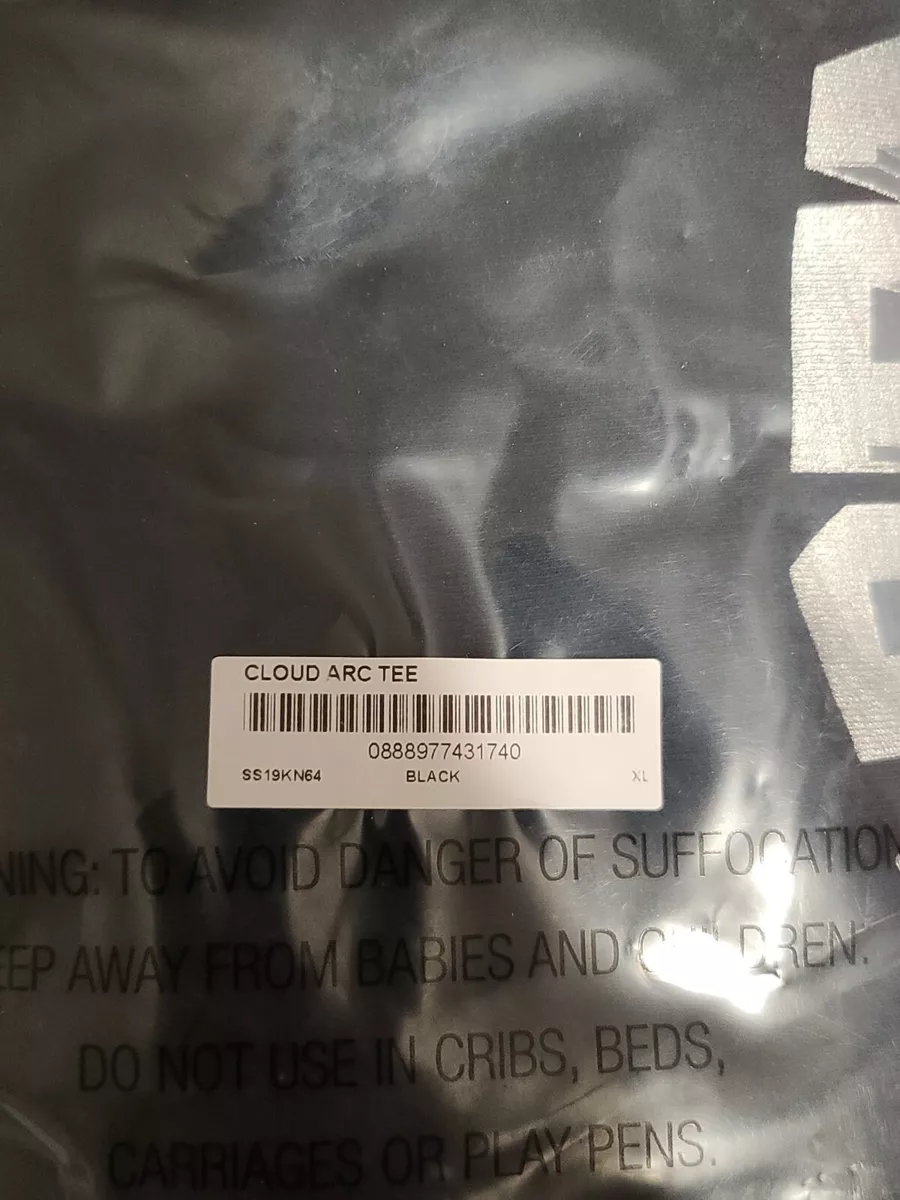 CLOUD ARC TEE
0888977431740
SS19KN64 BLACK XL
NING: TO AVOID DANGER OF SUFFOCATION
EEP AWAY FROM BABIES AND CHILDREN.
DO NOT USE IN CRIBS, BEDS,
CARRIAGES OR PLAY PENS.